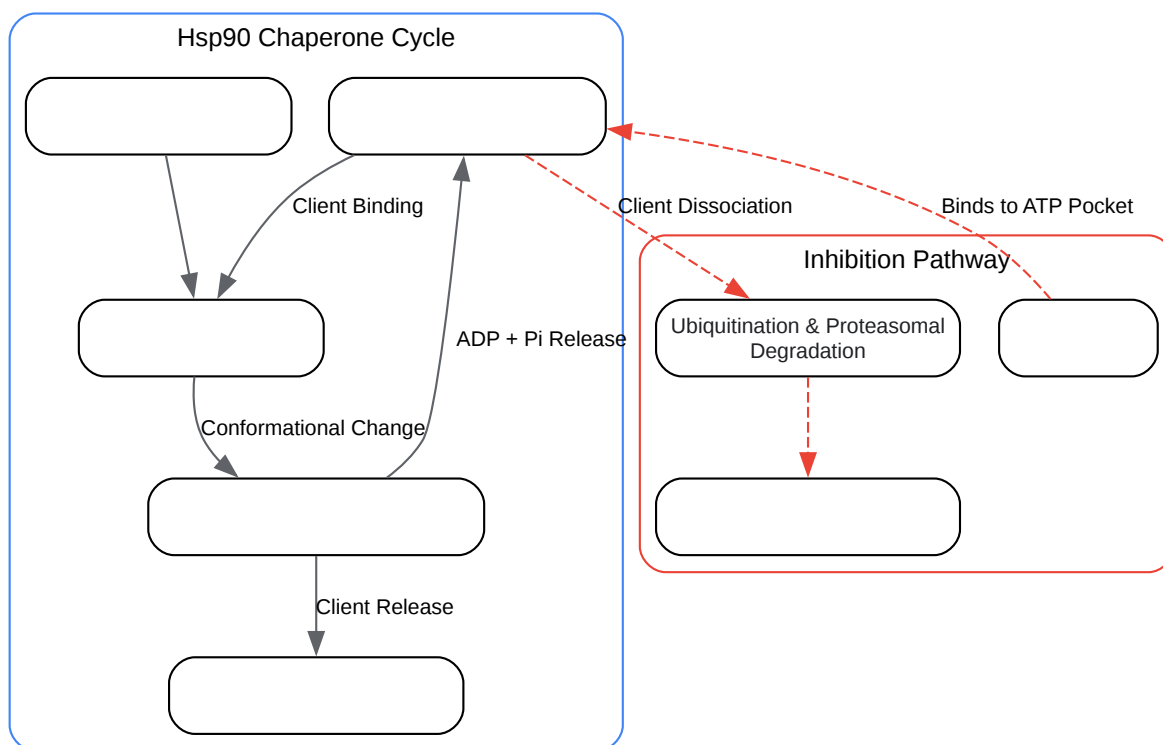 Hsp90 Chaperone Cycle
Client Binding
Client Dissociation
Binds to ATP Pocket
Inhibition Pathway
Ubiquitination & Proteasomal
Degradation
ADP + Pi Release
Conformational Change
Client Release